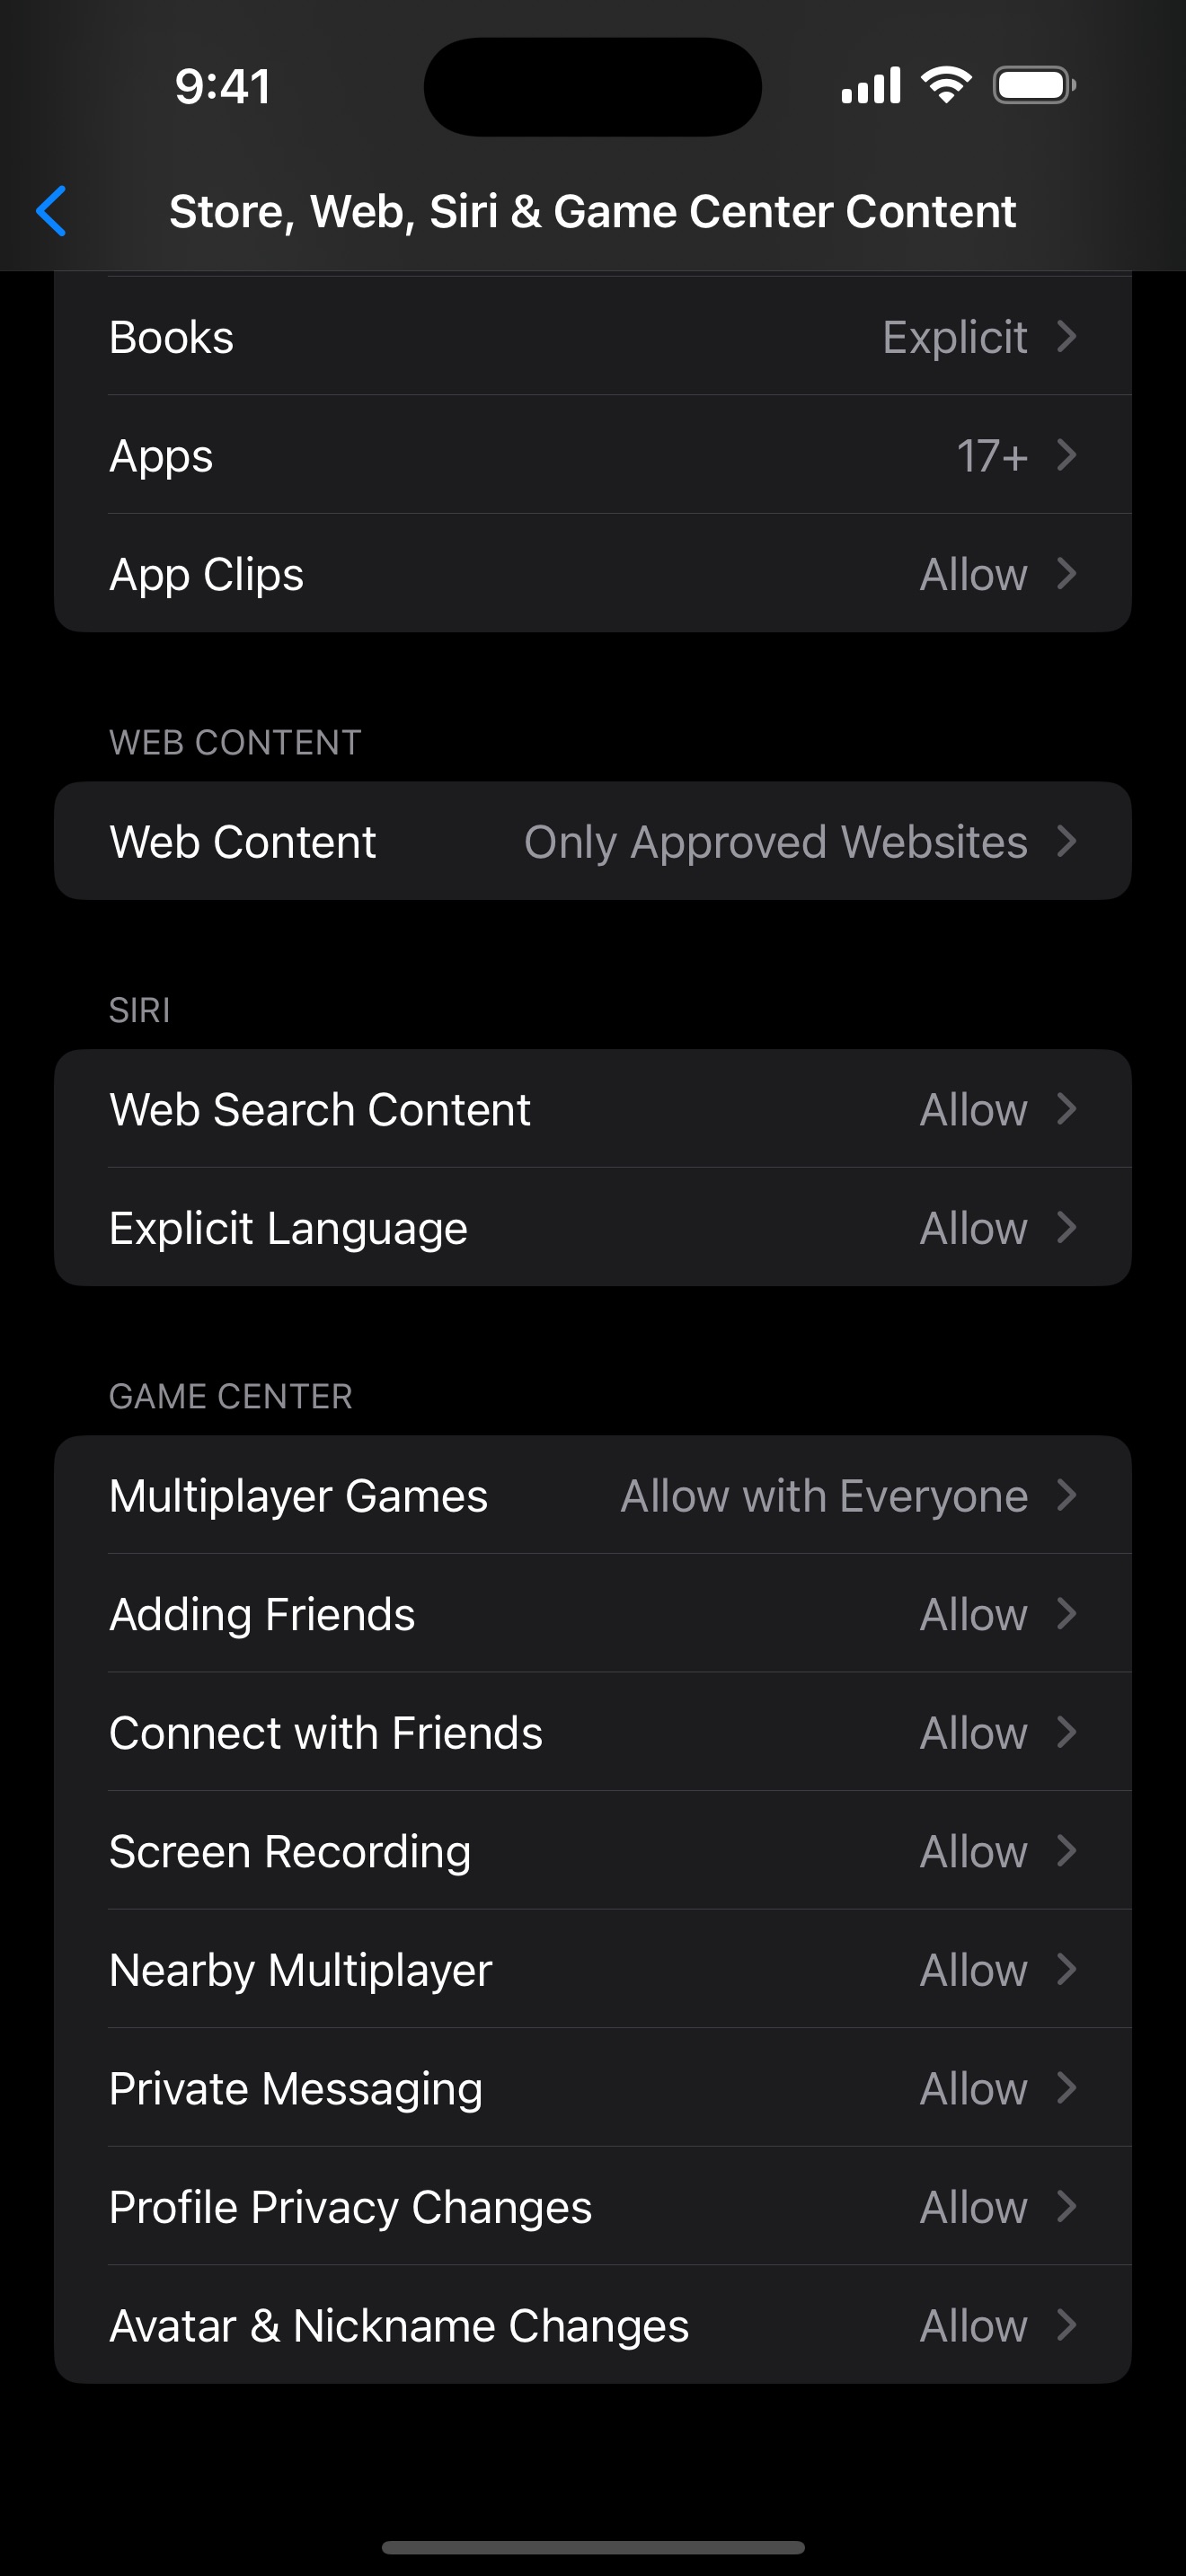 9:41
Store, Web, Siri & Game Center Content
Books Explicit
Apps 17+
App Clips Allow
WEB CONTENT
Web Content Only Approved Websites
SIRI
Web Search Content Allow
Explicit Language Allow
GAME CENTER
Multiplayer Games Allow with Everyone
Adding Friends Allow
Connect with Friends Allow
Screen Recording Allow
Nearby Multiplayer Allow
Private Messaging Allow
Profile Privacy Changes Allow
Avatar & Nickname Changes Allow